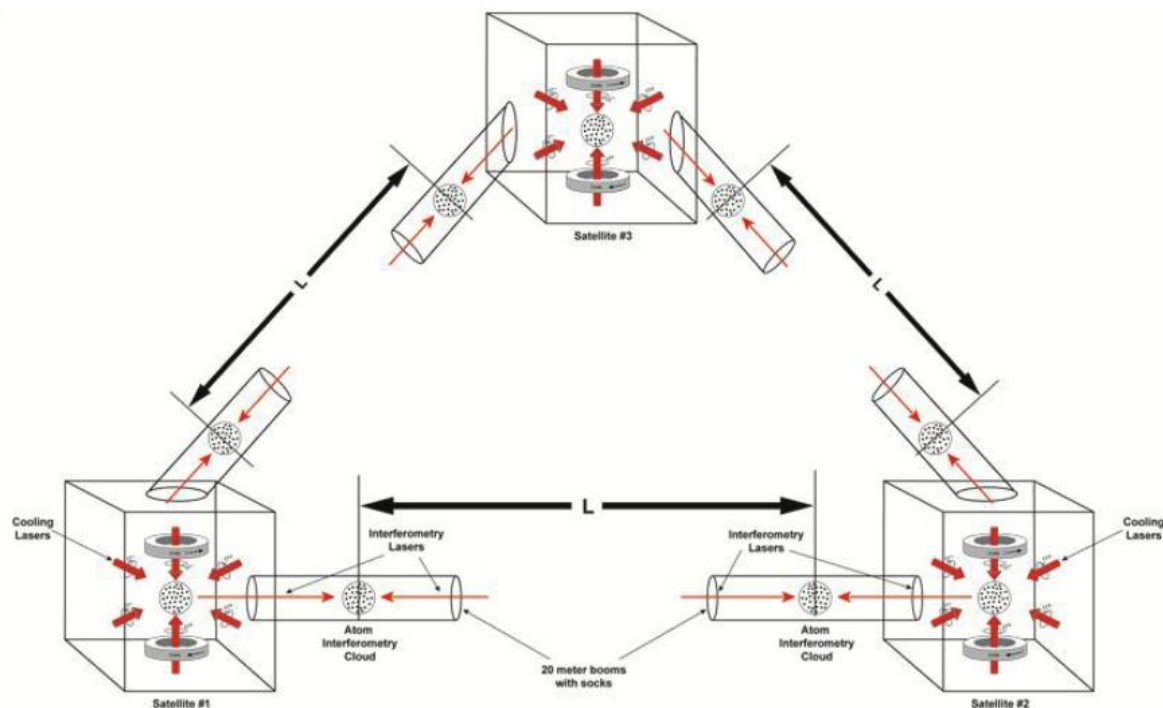 Satellite #3
L
L
Cooling
Lasers
Interferometry
Lasers
L
Interferometry
Lasers
Cooling
Lasers
Atom
Interferometry
Cloud
20 meter booms
with socks
Atom
Interferometry
Cloud
Satellite #1
Satellite #2